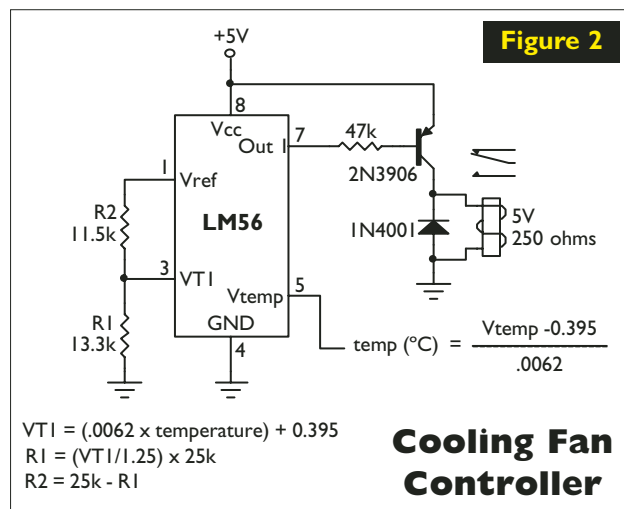 Figure 2
+5V
8
Vcc
Out 1
7
47k
1
Vref
2N3906
R2
11.5k
LM56
1N4001
5V
250 ohms
3
VT1
5
Vtemp
R1
13.3k
GND
4
temp (ºC) = Vtemp -0.395
.0062
VT1 = (.0062 x temperature) + 0.395
R1 = (VT1/1.25) x 25k
R2 = 25k - R1
Cooling Fan
Controller